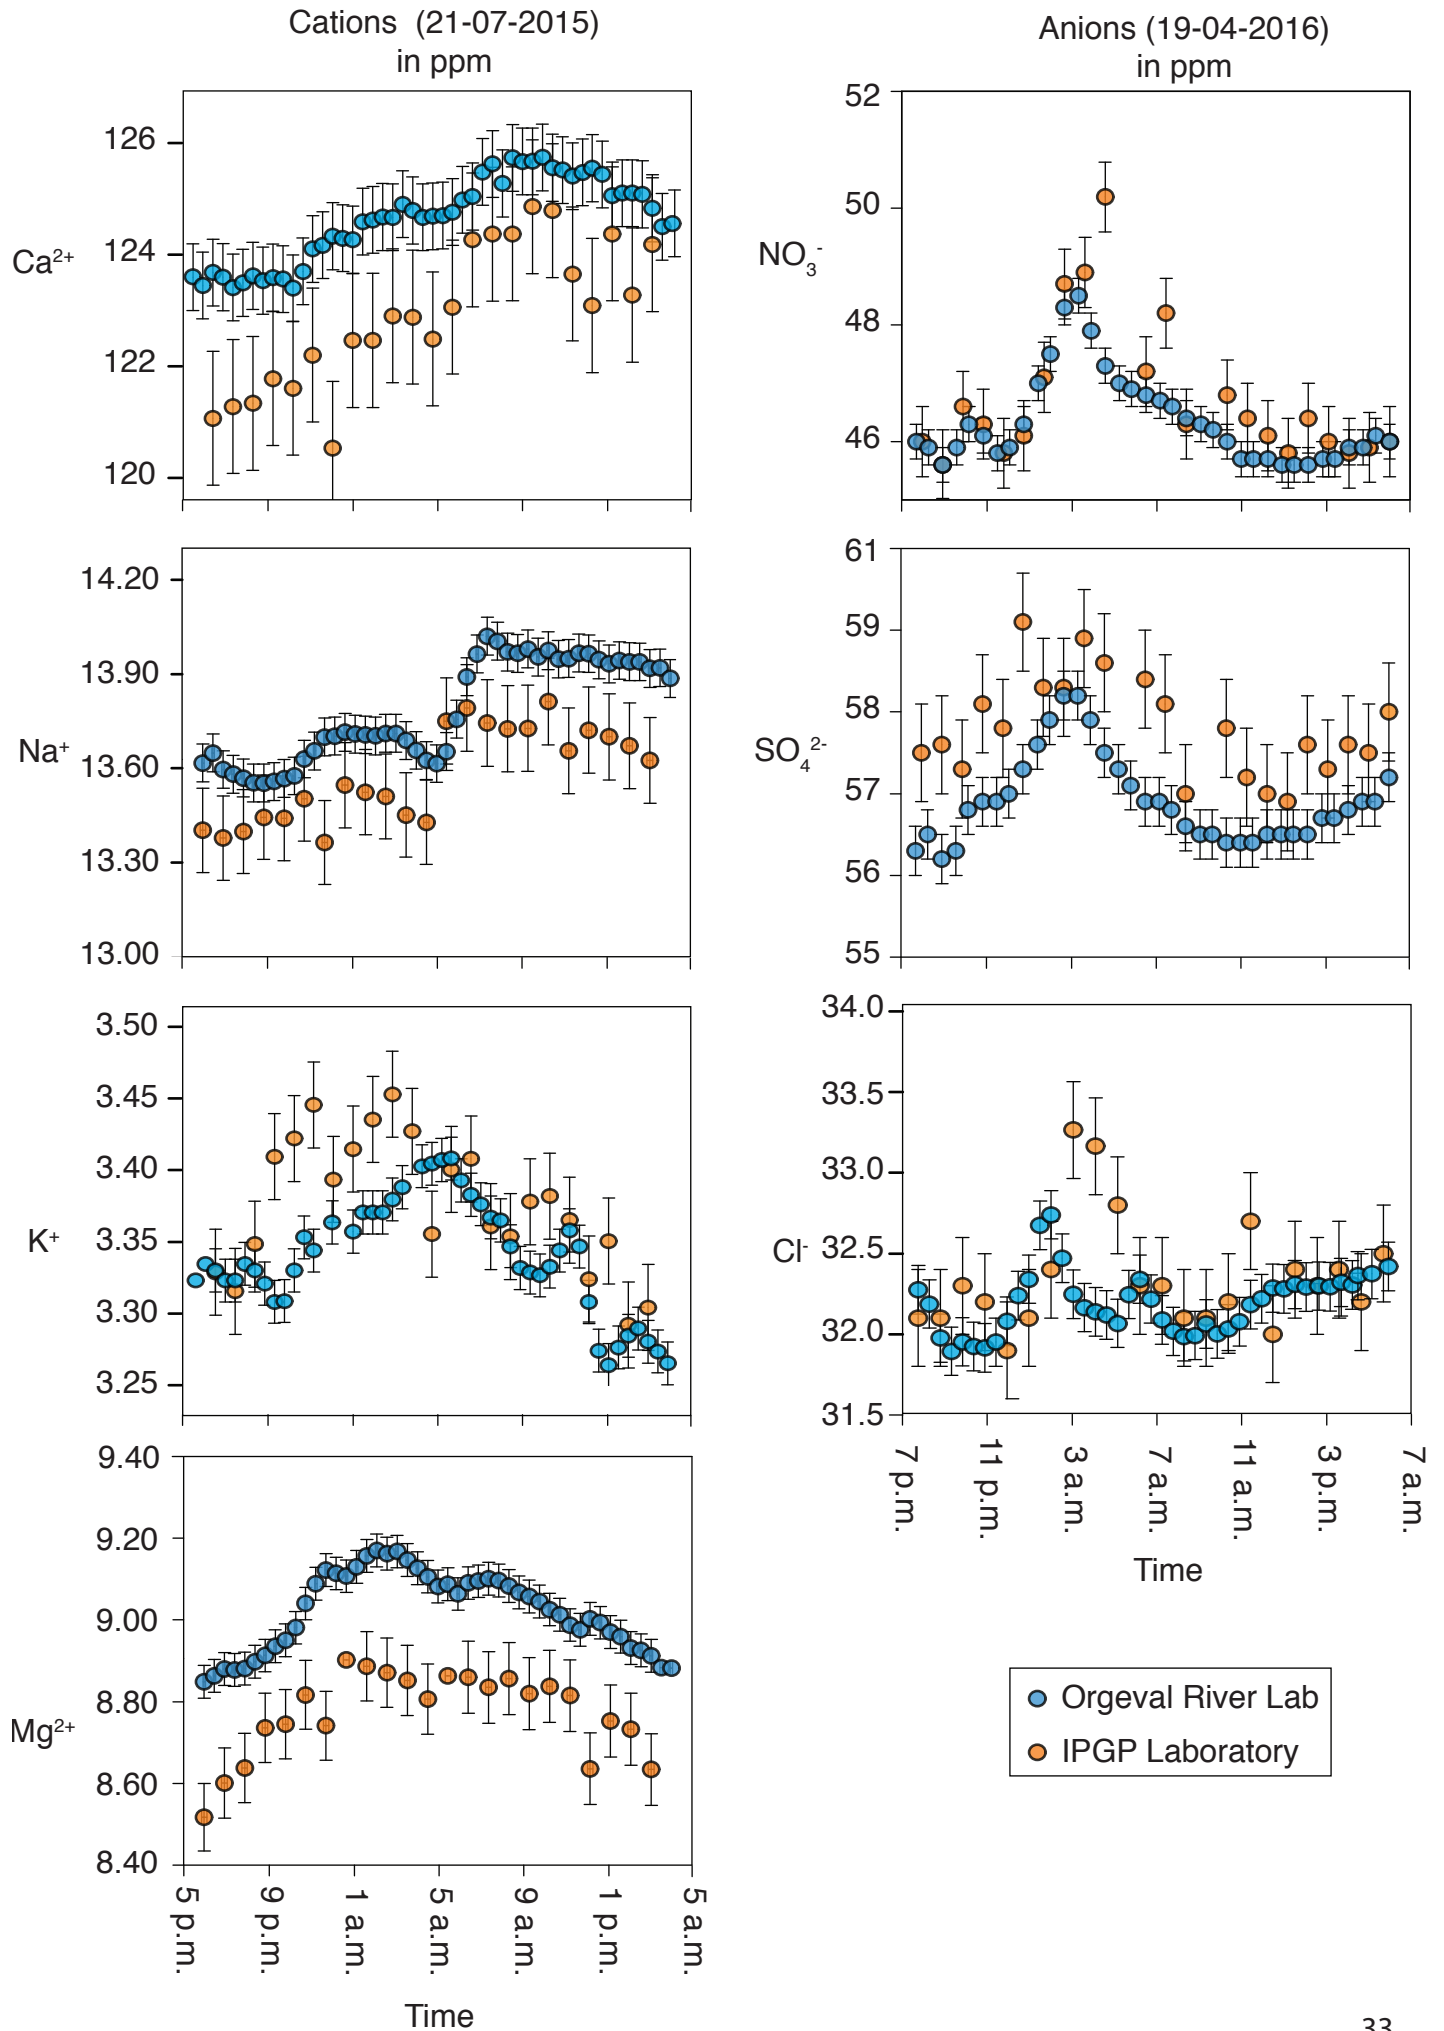 Cations (21-07-2015)
in ppm
Ca2+
126
124
122
120
Na+
14.20
13.90
13.60
13.30
13.00
K+
3.50
3.45
3.40
3.35
3.30
3.25
Mg2+
9.40
9.20
9.00
8.80
8.60
8.40
5 p.m.
9 p.m.
1 a.m.
5 a.m.
9 a.m.
1 p.m.
5 a.m.
Time
Anions (19-04-2016)
in ppm
NO3-
52
50
48
46
SO42-
61
59
58
57
56
55
Cl-
34.0
33.5
33.0
32.5
32.0
31.5
7 p.m.
11 p.m.
3 a.m.
7 a.m.
11 a.m.
3 p.m.
7 a.m.
Time
Orgeval River Lab
IPGP Laboratory
33